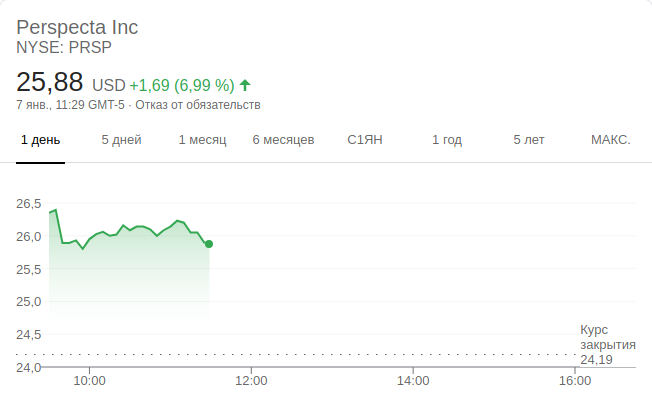 Perspecta Inc
NYSE: PRSP
25,88 USD +1,69 (6,99 %)
7 янв., 11:29 GMT-5 · Отказ от обязательств
1 день 5 дней 1 месяц 6 месяцев С1ЯН 1 год 5 лет МАКС.
26,5
26,0
25,5
25,0
24,5
24,0
Курс
закрытия
24,19
10:00 12:00 14:00 16:00